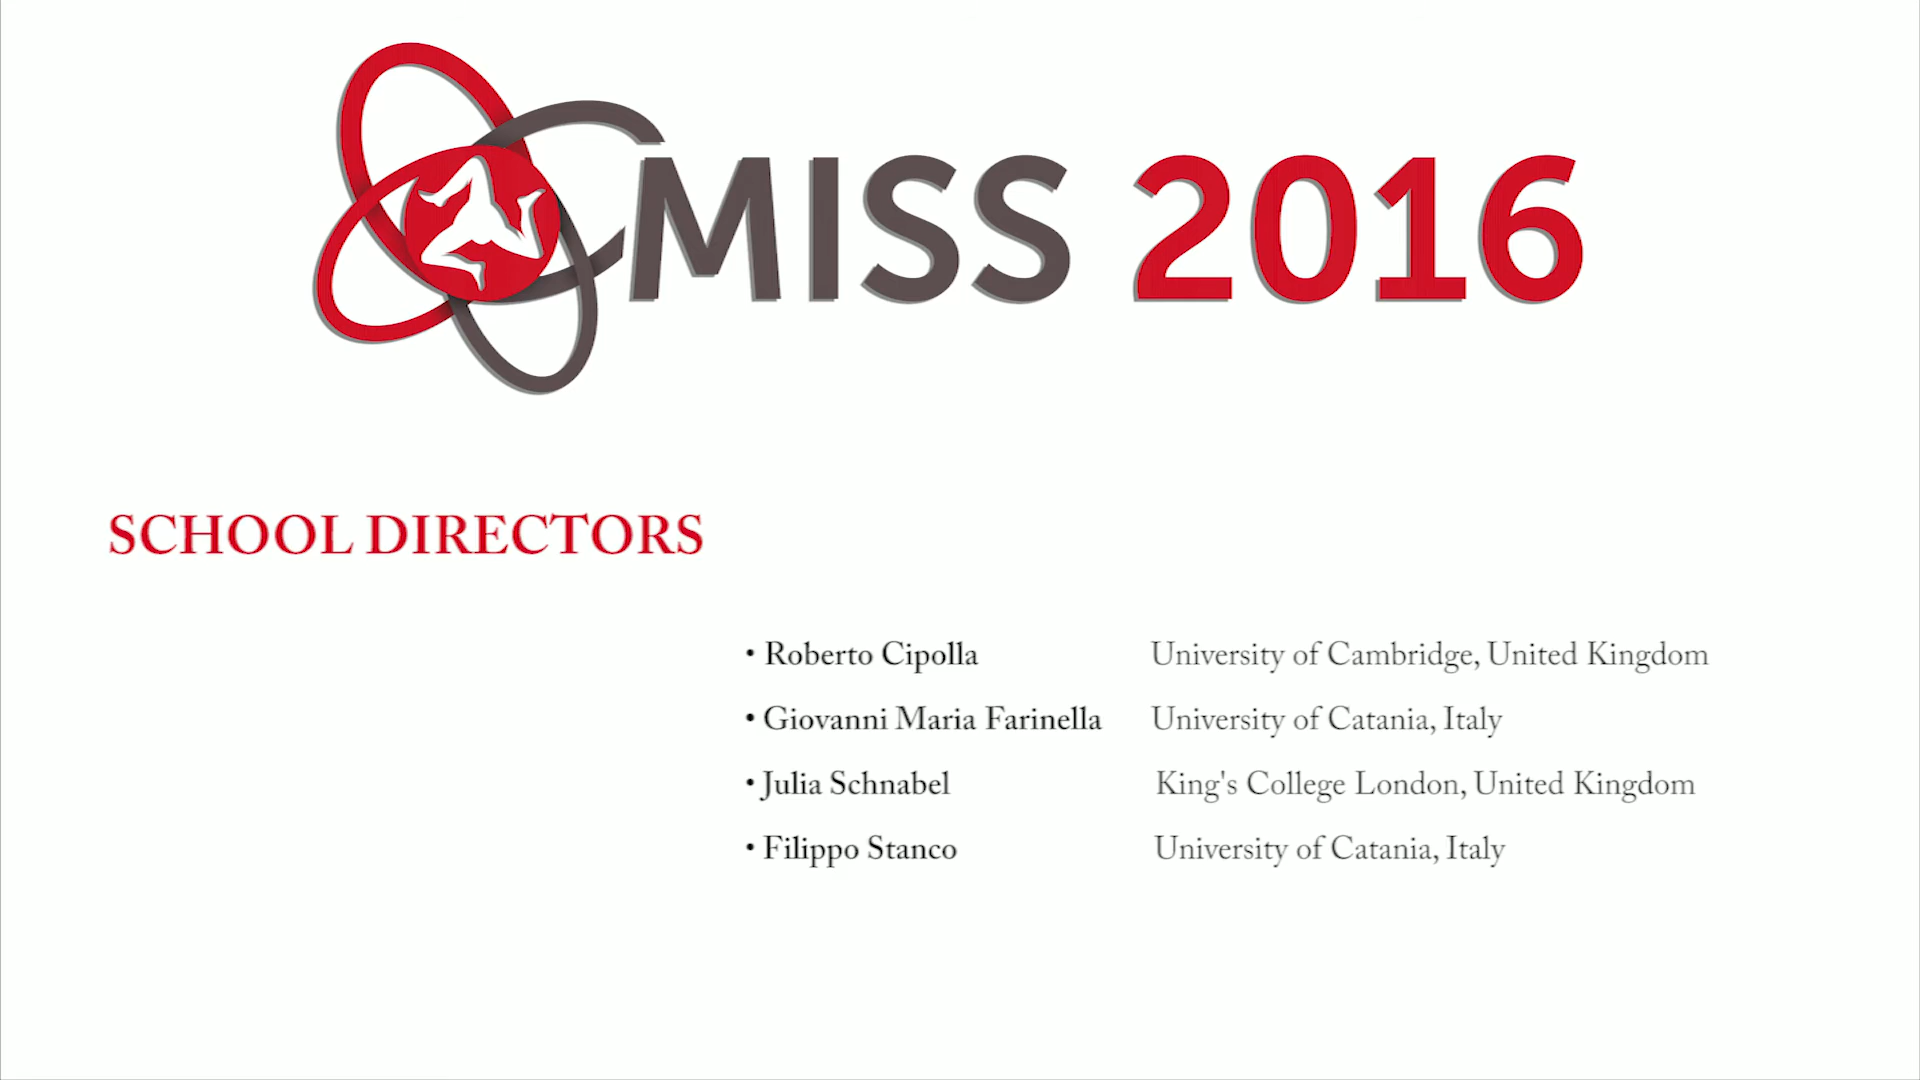 MISS 2016
SCHOOL DIRECTORS
• Roberto Cipolla University of Cambridge, United Kingdom
• Giovanni Maria Farinella University of Catania, Italy
• Julia Schnabel King's College London, United Kingdom
• Filippo Stanco University of Catania, Italy